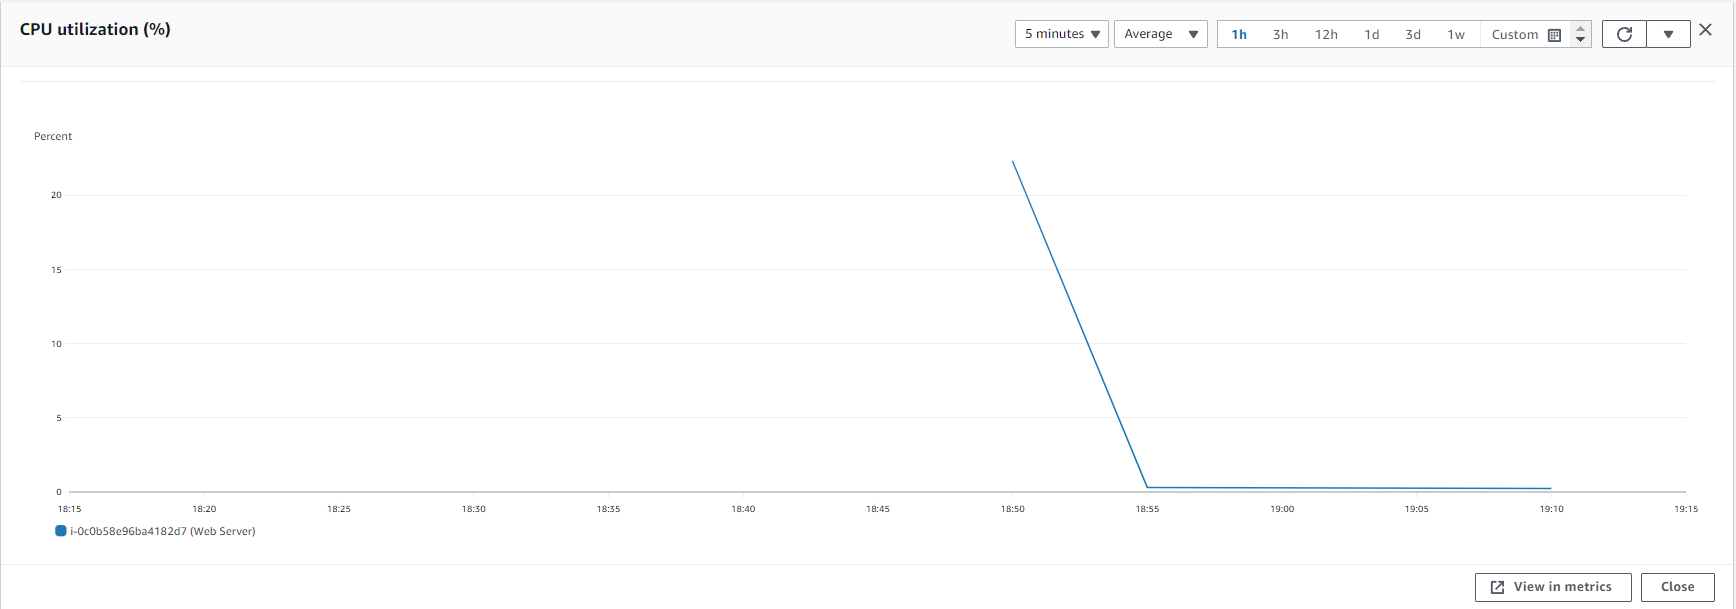 CPU utilization (%)
5 minutes
Average
1h 3h 12h 1d 3d 1w Custom
Percent
20
15
10
5
0
18:15 18:20 18:25 18:30 18:35 18:40 18:45 18:50 18:55 19:00 19:05 19:10 19:15
i-0c0b58e96ba4182d7 (Web Server)
View in metrics
Close